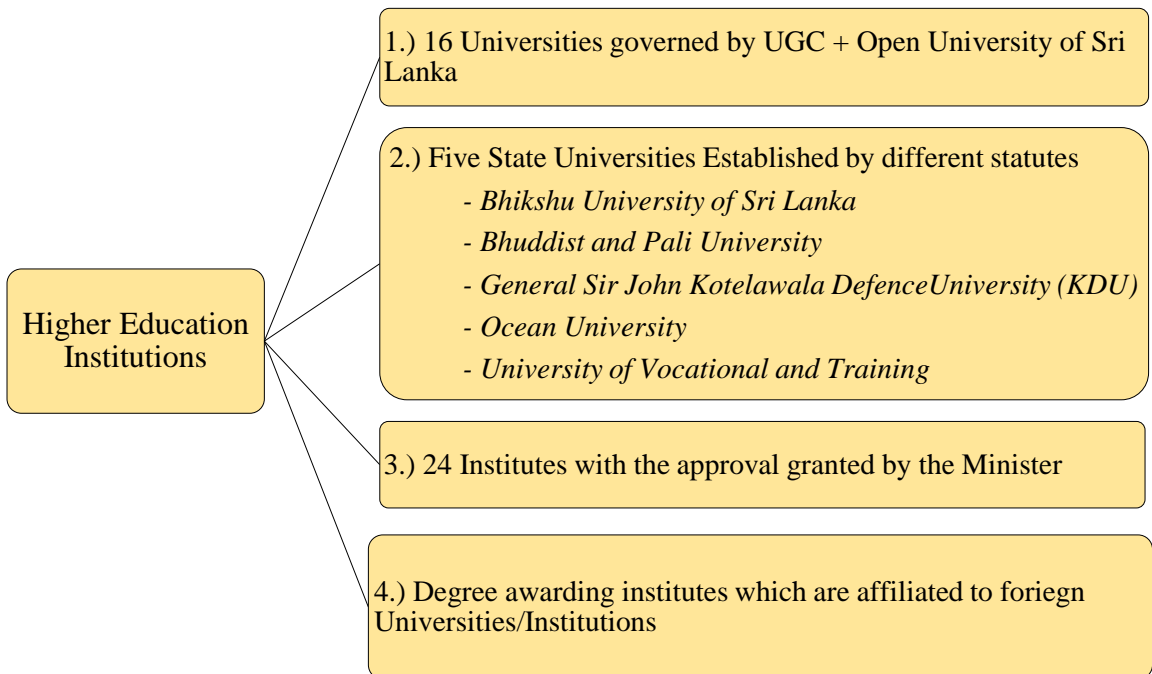 1.) 16 Universities governed by UGC + Open University of Sri
Lanka
2.) Five State Universities Established by different statutes
- Bhikshu University of Sri Lanka
- Bhuddist and Pali University
- General Sir John Kotelawala DefenceUniversity (KDU)
- Ocean University
- University of Vocational and Training
Higher Education
Institutions
3.) 24 Institutes with the approval granted by the Minister
4.) Degree awarding institutes which are affiliated to foriegn
Universities/Institutions